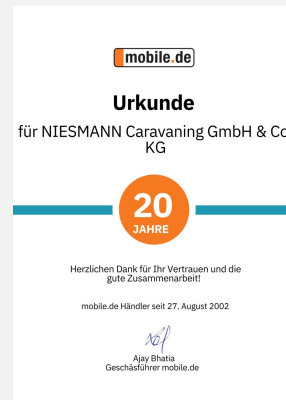 mobile.de
Urkunde
für NIESMANN Caravaning GmbH & Co
KG
20
JAHRE
Herzlichen Dank für Ihr Vertrauen und die
gute Zusammenarbeit!
mobile.de Händler seit 27. August 2002
Ajay Bhatia
Geschäsführer mobile.de